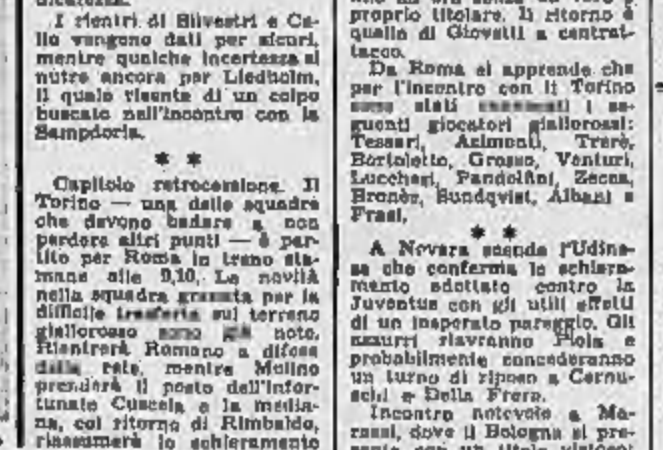 I rientri di Silvestri e Ca-
llo vengono dati per sicuri,
mentre qualche incertezza si
nutre ancora per Liedholm,
il quale risente di un colpo
buscato nell'incontro con la
Sampdoria.
* *
Capitolo retrocessione. Il
Torino — una delle squadre
che devono badare a non
perdere altri punti — è par-
tito per Roma in treno sta-
mane alle 9,10. Le novità
nella squadra granata per la
difficile trasferta sul terreno
giallorosso sono già note.
Rientrerà Romano a difesa
della rete, mentre Molino
prenderà il posto dell'infor-
tunato Cuscela e la media-
na, col ritorno di Rimbaldo,
riassumerà lo schieramento
proprio titolare. Il ritorno è
quello di Giovetti a centrat-
tacco.
Da Roma si apprende che
per l'incontro con il Torino
sono stati i se-
guenti giocatori giallorossi:
Tessari, Azimonti, Trerè,
Bortoletto, Grosso, Venturi,
Lucchesi, Pandolfini, Zecca,
Bronèr, Sundqvist, Albani e
Frasi,
* *
A Novara scende l'Udine-
se che conferma lo schiera-
mento adottato contro la
Juventus con gli utili effetti
di un insperato pareggio. Gli
azzurri riavranno Piola e
probabilmente concederanno
un turno di riposo a Cernu-
schi e Della Frera.
Incontro notevole a Ma-
rassi, dove il Bologna si pre-